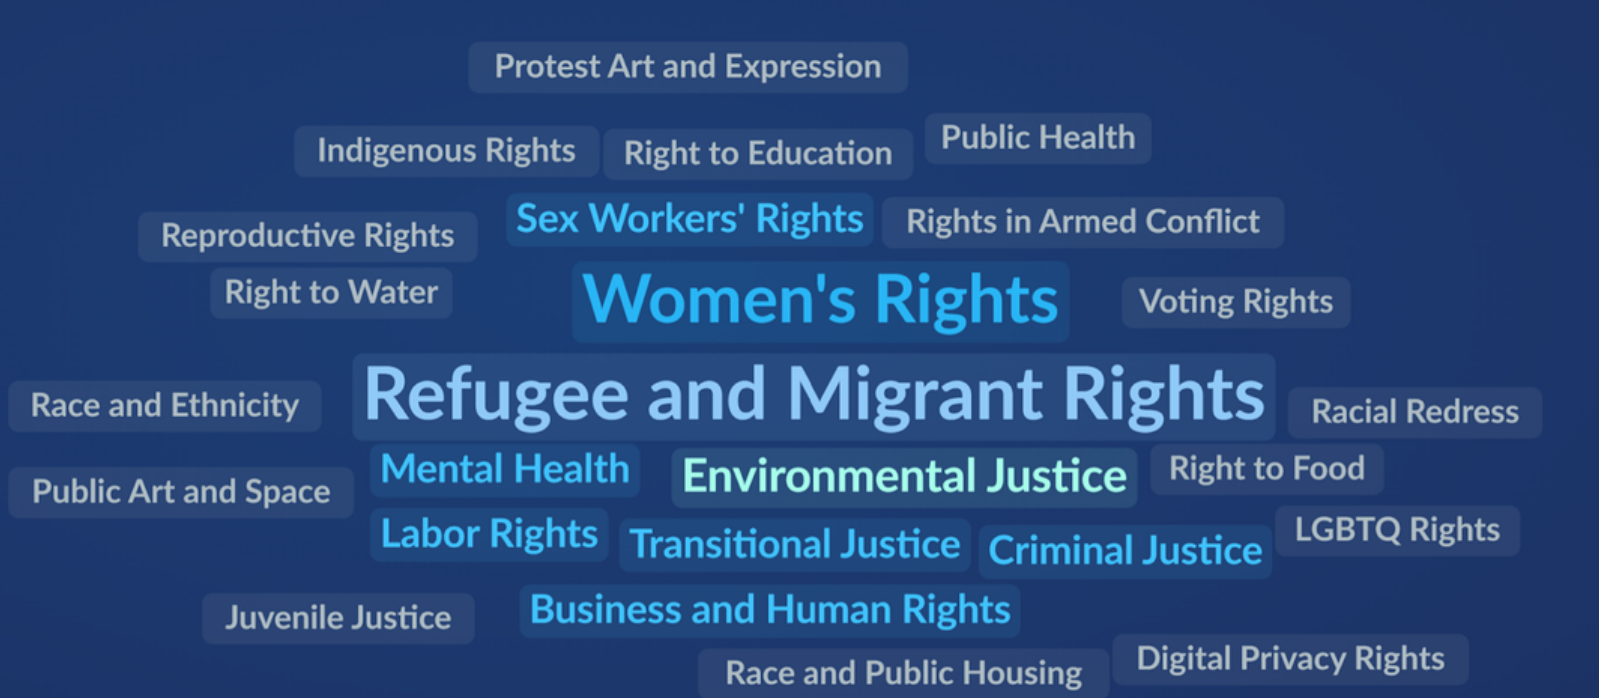 Protest Art and Expression
Indigenous Rights
Right to Education
Public Health
Reproductive Rights
Sex Workers' Rights
Rights in Armed Conflict
Right to Water
Women's Rights
Voting Rights
Race and Ethnicity
Refugee and Migrant Rights
Racial Redress
Public Art and Space
Mental Health
Environmental Justice
Right to Food
Labor Rights
Transitional Justice
Criminal Justice
LGBTQ Rights
Juvenile Justice
Business and Human Rights
Race and Public Housing
Digital Privacy Rights